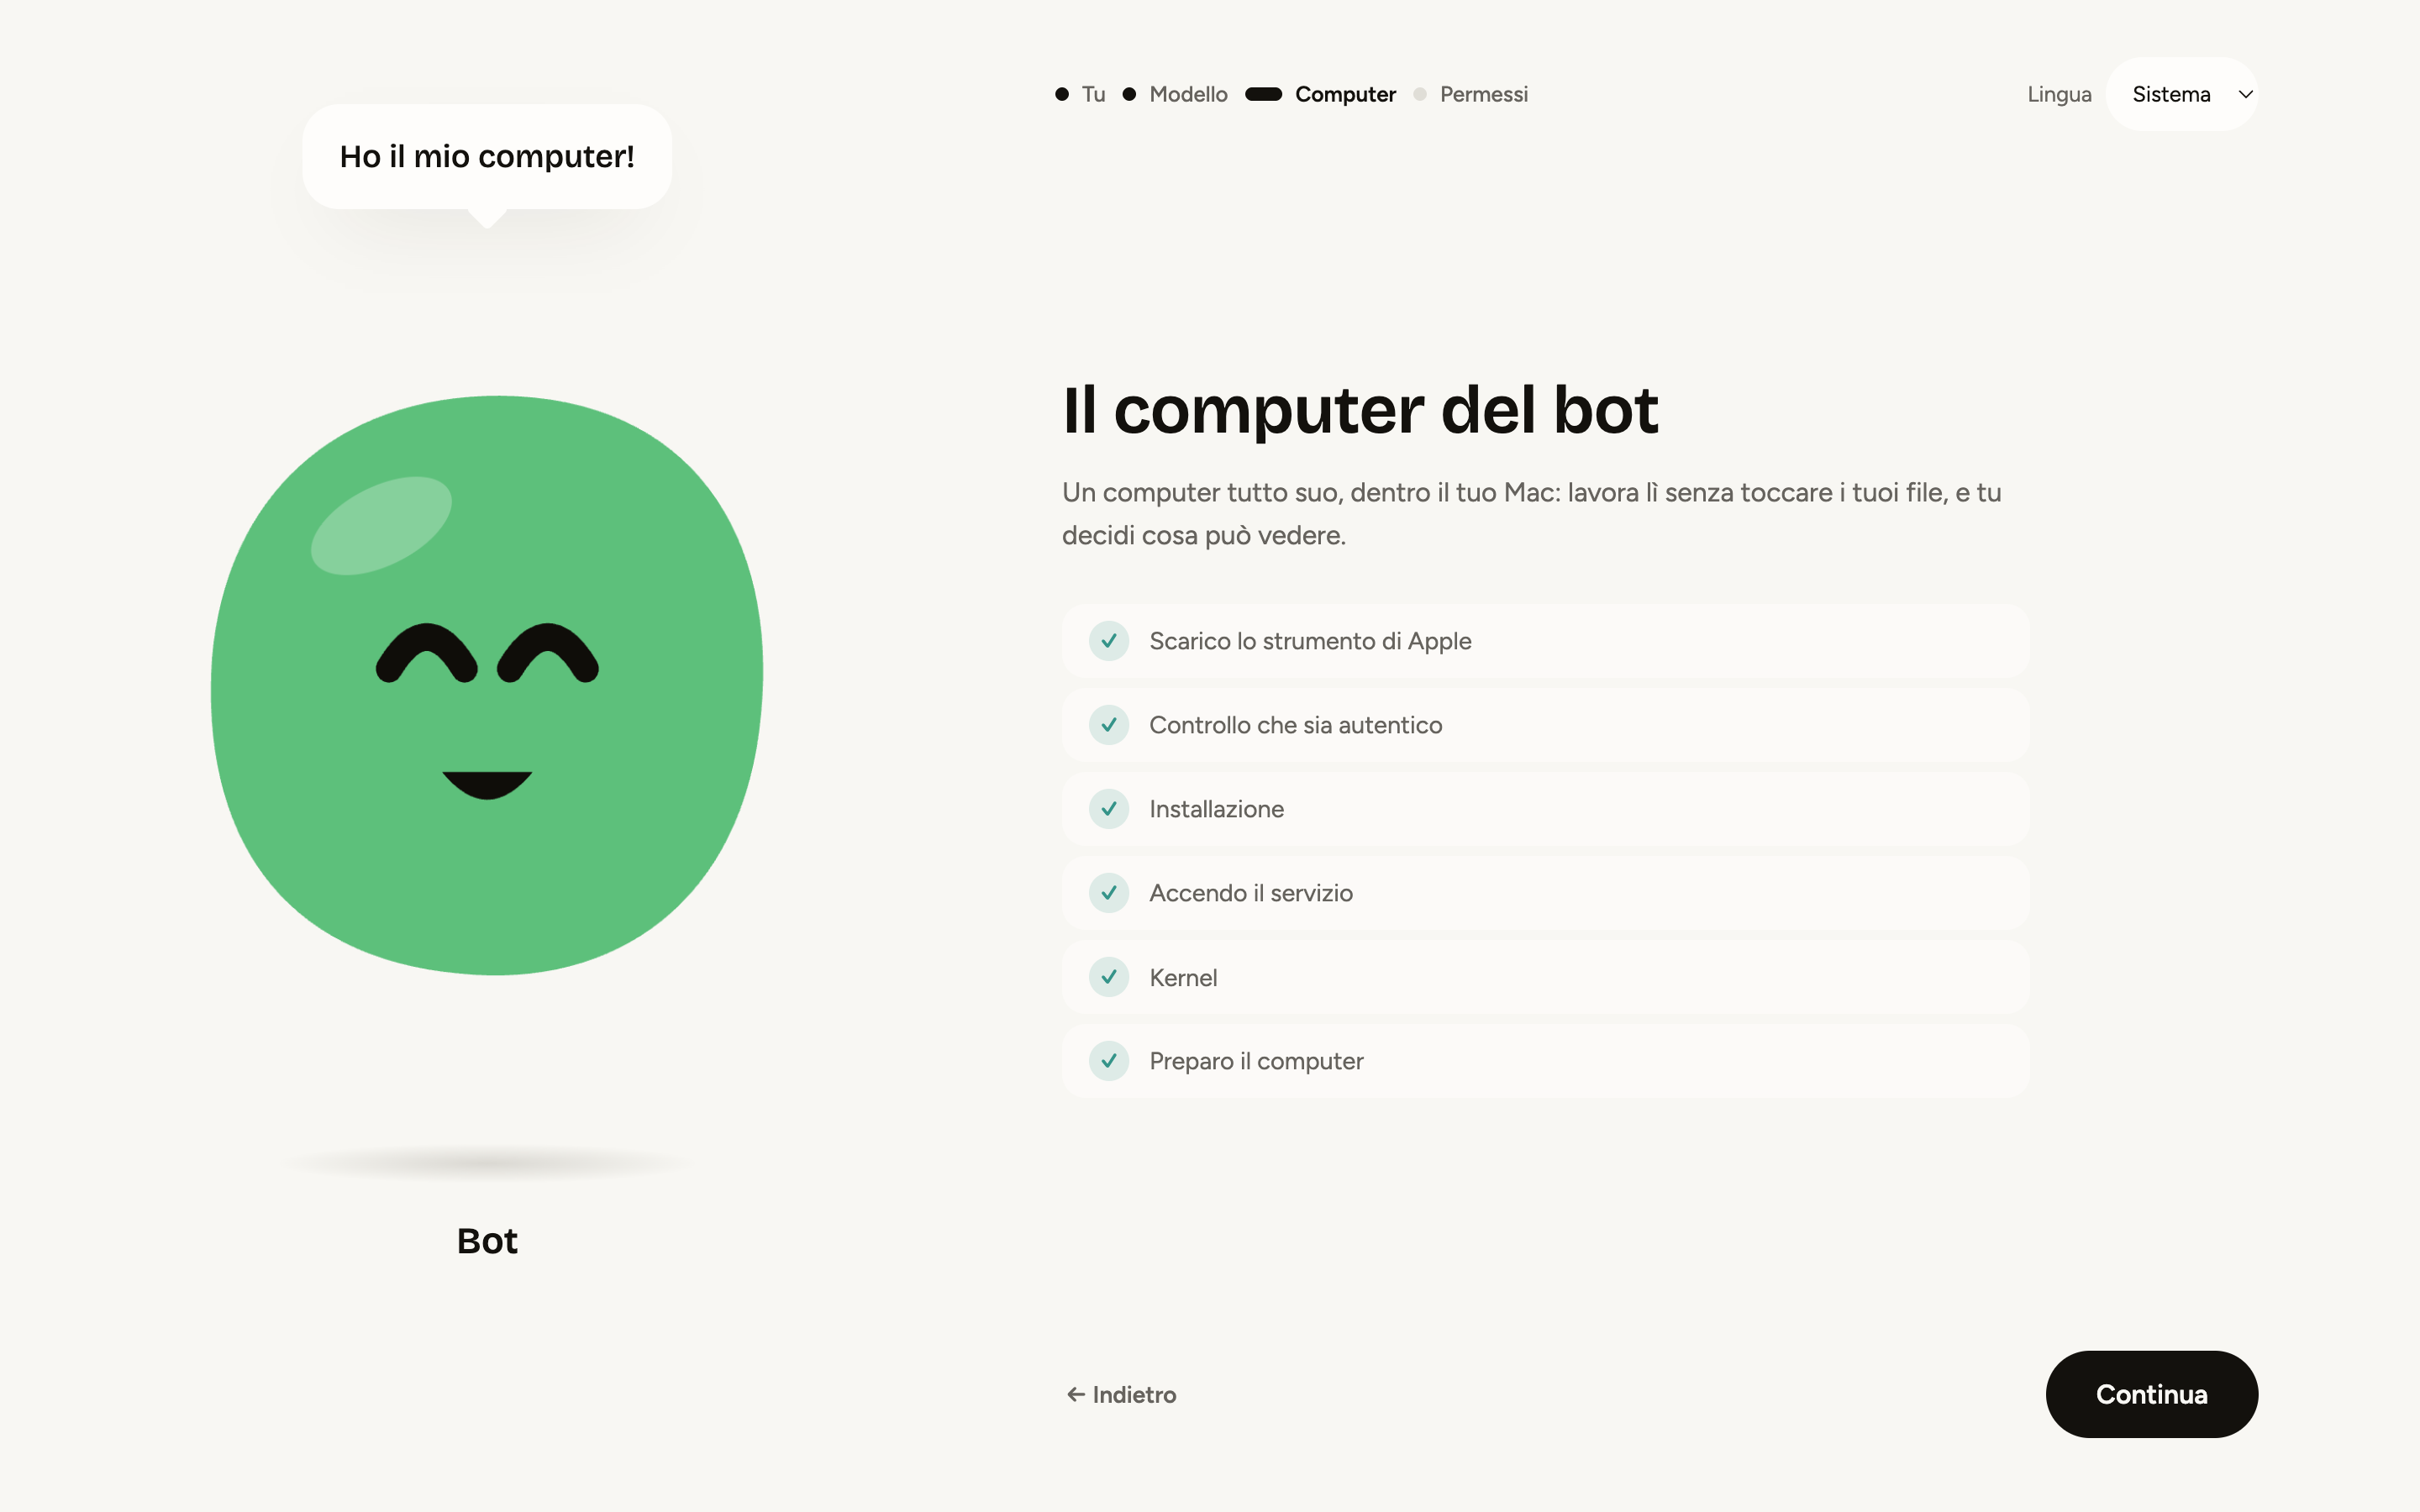 Tu
Modello
Computer
Permessi
Lingua
Sistema
Ho il mio computer!
Il computer del bot
Un computer tutto suo, dentro il tuo Mac: lavora lì senza toccare i tuoi file, e tu
decidi cosa può vedere.
Scarico lo strumento di Apple
Controllo che sia autentico
Installazione
Accendo il servizio
Kernel
Preparo il computer
Bot
Indietro
Continua